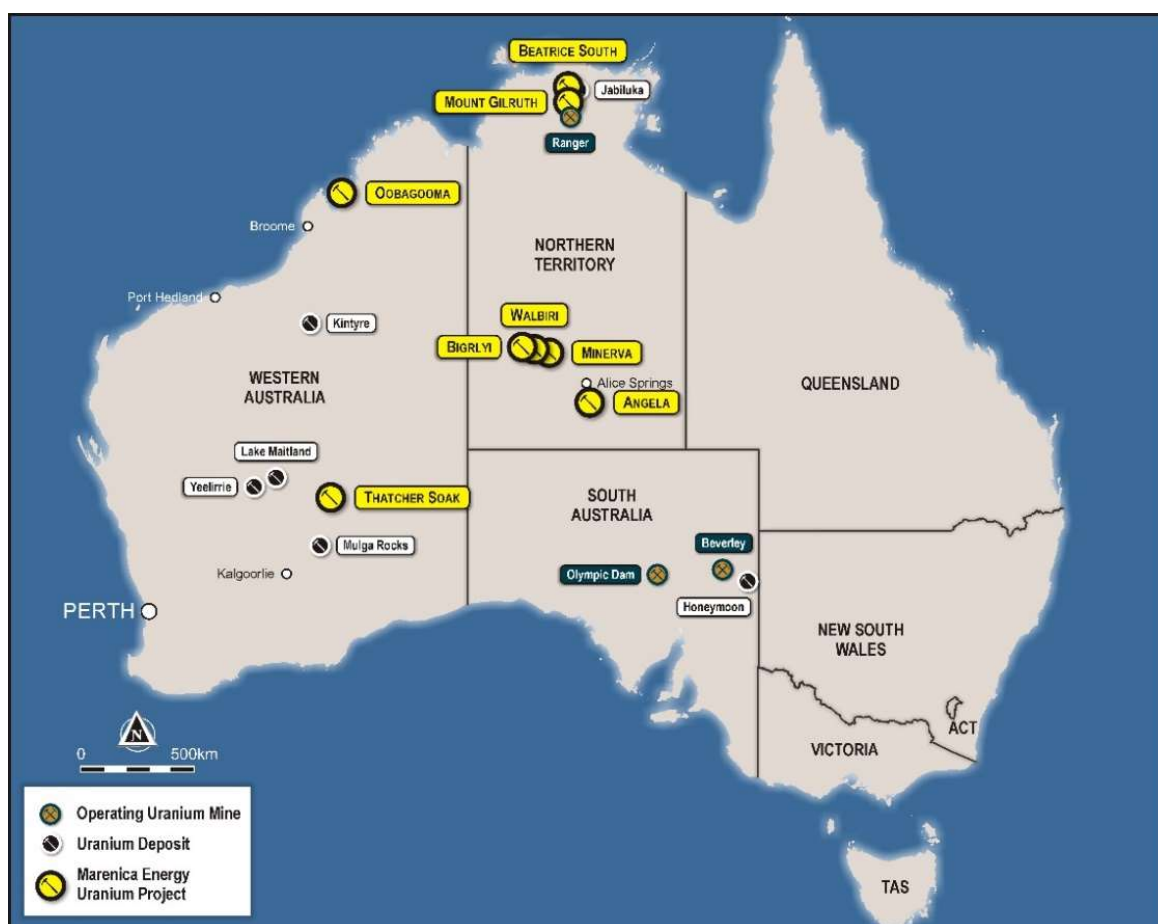 BEATRICE SOUTH
Jabiluka
MOUNT GILRUTH
Ranger
OOBAGOOMA
Broome
NORTHERN
TERRITORY
Port Hedland
Kintyre
WALBIRI
BIGRLYI
MINERVA
WESTERN
AUSTRALIA
Alice Springs
QUEENSLAND
ANGELA
Lake Maitland
Yeelirrie
THATCHER SOAK
SOUTH
AUSTRALIA
Mulga Rocks
Beverley
Kalgoorlie
Olympic Dam
Honeymoon
PERTH
NEW SOUTH
WALES
N
ACT
0 500km
VICTORIA
Operating Uranium Mine
Uranium Deposit
Marenica Energy
Uranium Project
TAS